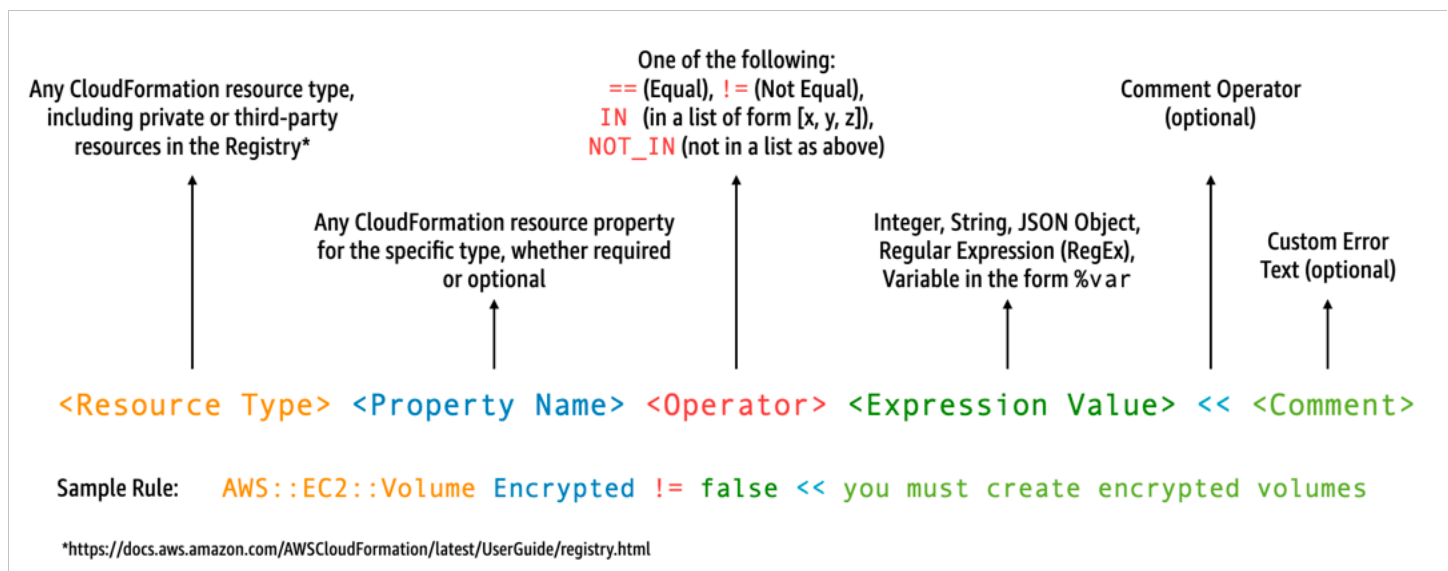 Any CloudFormation resource type,
including private or third-party
resources in the Registry*
One of the following:
== (Equal), != (Not Equal),
IN (in a list of form [x, y, z]),
NOT_IN (not in a list as above)
Comment Operator
(optional)
Any CloudFormation resource property
for the specific type, whether required
or optional
Integer, String, JSON Object,
Regular Expression (RegEx),
Variable in the form %var
Custom Error
Text (optional)
<Resource Type> <Property Name> <Operator> <Expression Value> << <Comment>
Sample Rule: AWS::EC2::Volume Encrypted != false << you must create encrypted volumes
*https://docs.aws.amazon.com/AWSCloudFormation/latest/UserGuide/registry.html